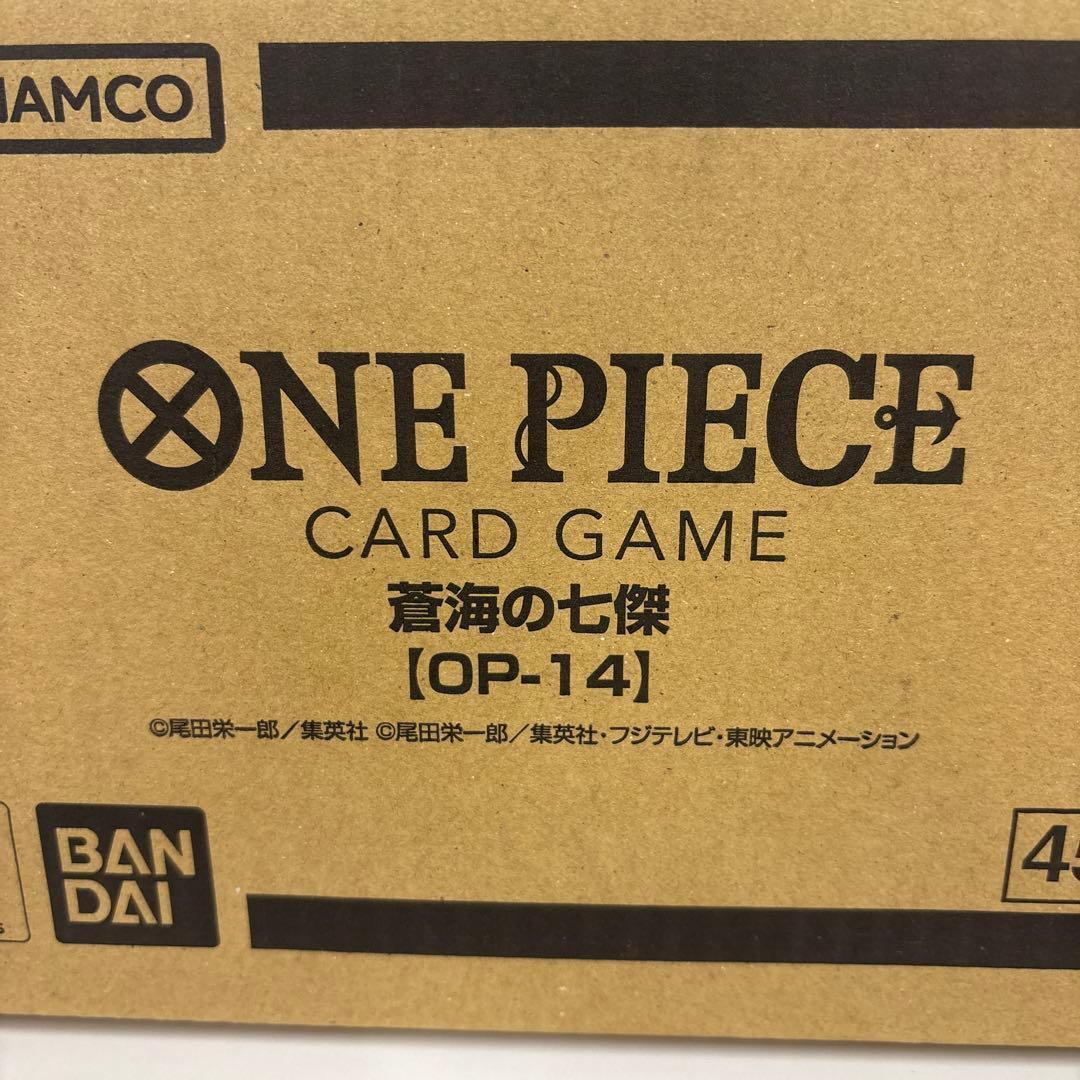 NAMCO
ONE PIECE
CARD GAME
蒼海の七傑
【OP-14】
©尾田栄一郎／集英社 ©尾田栄一郎／集英社・フジテレビ・東映アニメーション
BAN
DAI